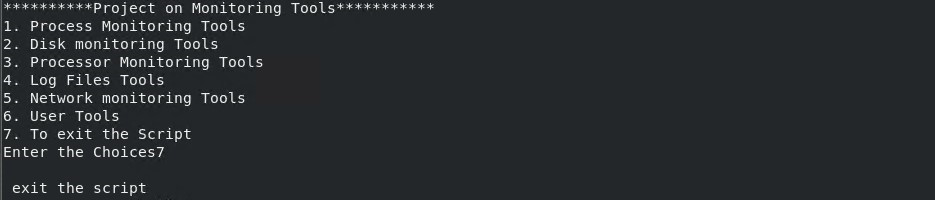 **********Project on Monitoring Tools***********
1. Process Monitoring Tools
2. Disk monitoring Tools
3. Processor Monitoring Tools
4. Log Files Tools
5. Network monitoring Tools
6. User Tools
7. To exit the Script
Enter the Choices7
exit the script